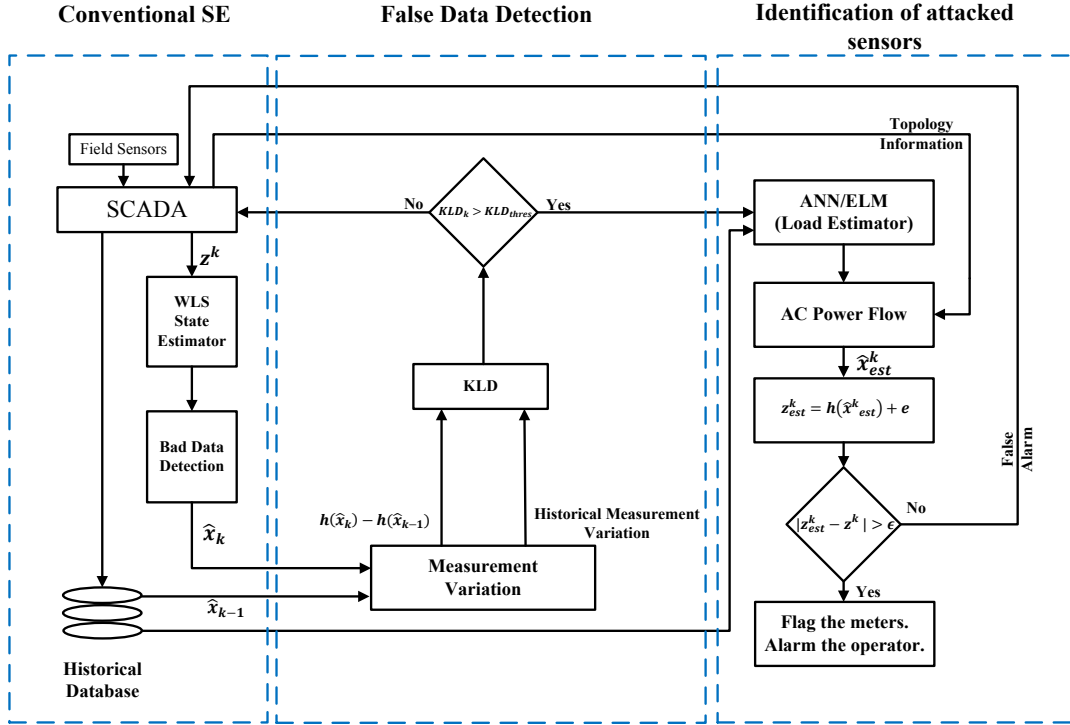 Conventional SE
False Data Detection
Identification of attacked
sensors
Field Sensors
SCADA
z^k
WLS
State
Estimator
Bad Data
Detection
x̂_k
x̂_{k-1}
Historical
Database
No
KLD_k > KLD_thres
Yes
KLD
h(x̂_k) − h(x̂_{k-1})
Historical Measurement
Variation
Measurement
Variation
Topology
Information
ANN/ELM
(Load Estimator)
AC Power Flow
x̂^k_est
z^k_est = h(x̂^k_est) + e
|z^k_est − z^k| > ϵ
No
False
Alarm
Yes
Flag the meters.
Alarm the operator.